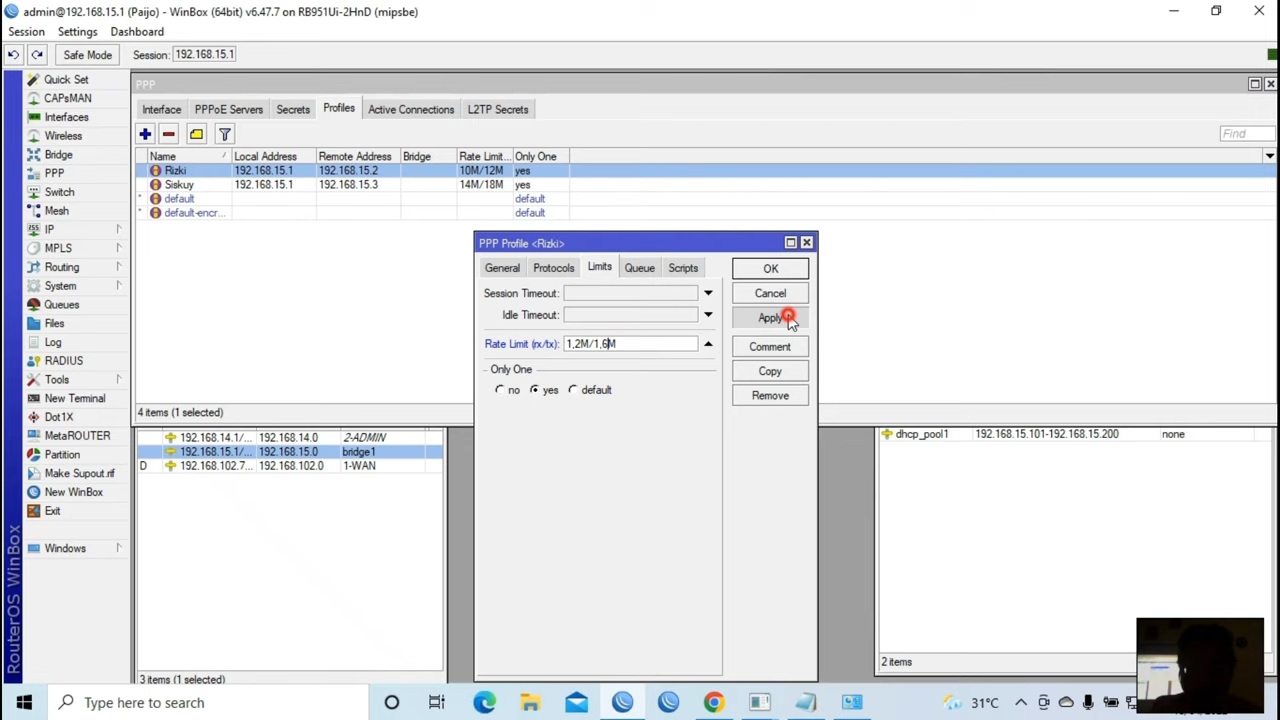 admin@192.168.15.1 (Paijo) - WinBox (64bit) v6.47.7 on RB951Ui-2HnD (mipsbe)
Session Settings Dashboard
Safe Mode Session: 192.168.15.1
Quick Set
CAPsMAN
Interfaces
Wireless
Bridge
PPP
Switch
Mesh
IP
MPLS
Routing
System
Queues
Files
Log
RADIUS
Tools
New Terminal
Dot1X
MetaROUTER
Partition
Make Supout.rif
New WinBox
Exit
Windows
RouterOS WinBox
PPP
Interface PPPoE Servers Secrets Profiles Active Connections L2TP Secrets
Find
Name Local Address Remote Address Bridge Rate Limit... Only One
Rizki 192.168.15.1 192.168.15.2 10M/12M yes
Siskuy 192.168.15.1 192.168.15.3 14M/18M yes
* default default
* default-encr... default
4 items (1 selected)
PPP Profile <Rizki>
General Protocols Limits Queue Scripts
Session Timeout:
Idle Timeout:
Rate Limit (rx/tx): 1,2M/1,6M
Only One
no yes default
OK
Cancel
Apply
Comment
Copy
Remove
192.168.14.1/... 192.168.14.0 2-ADMIN
192.168.15.1/... 192.168.15.0 bridge1
D 192.168.102.7... 192.168.102.0 1-WAN
3 items (1 selected)
dhcp_pool1 192.168.15.101-192.168.15.200 none
2 items
Type here to search
31°C